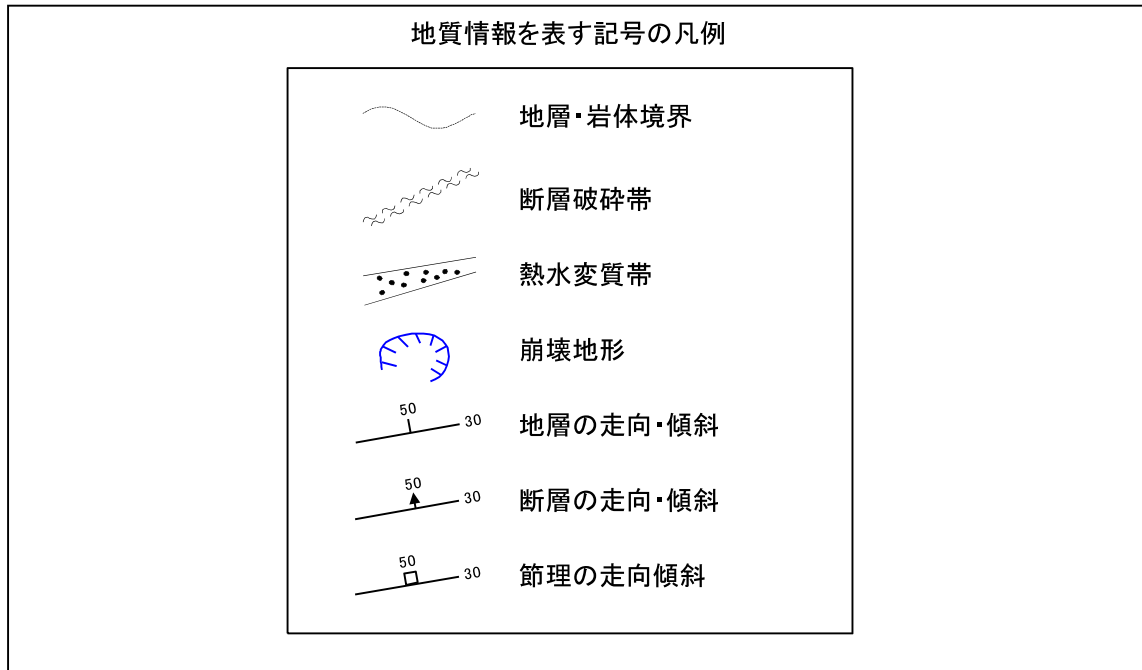 地質情報を表す記号の凡例
地層・岩体境界
断層破砕帯
熱水変質帯
崩壊地形
50
30
地層の走向・傾斜
50
30
断層の走向・傾斜
50
30
節理の走向傾斜